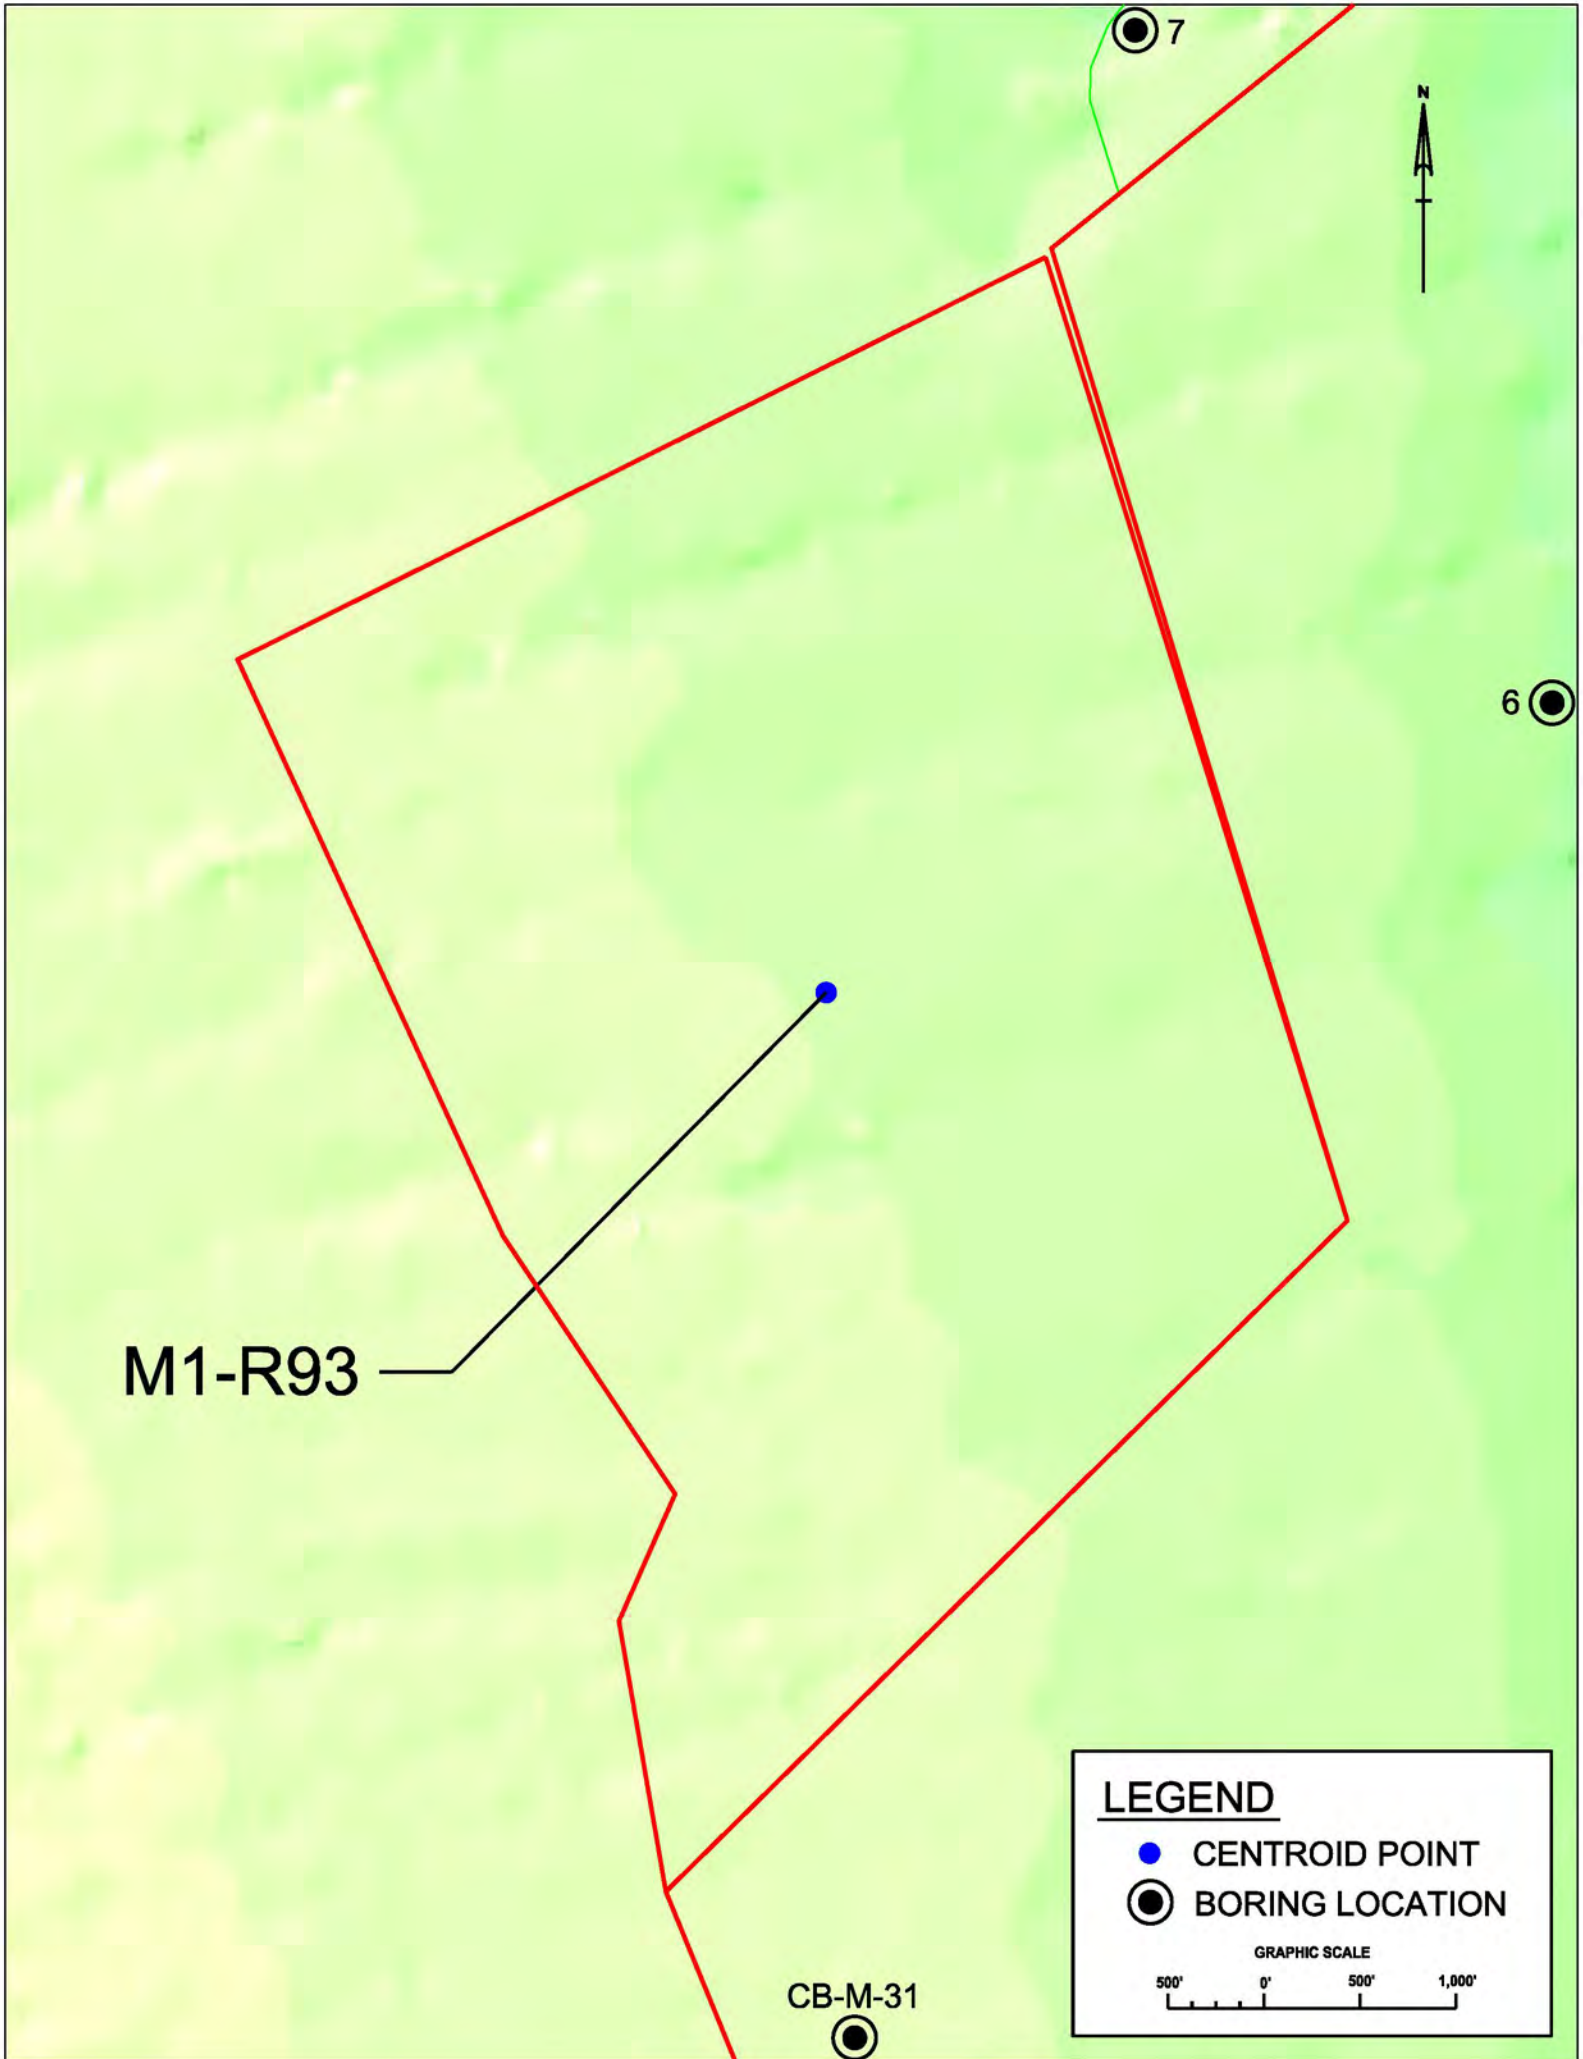 7
N
6
M1-R93
LEGEND
CENTROID POINT
BORING LOCATION
GRAPHIC SCALE
500' 0' 500' 1,000'
CB-M-31